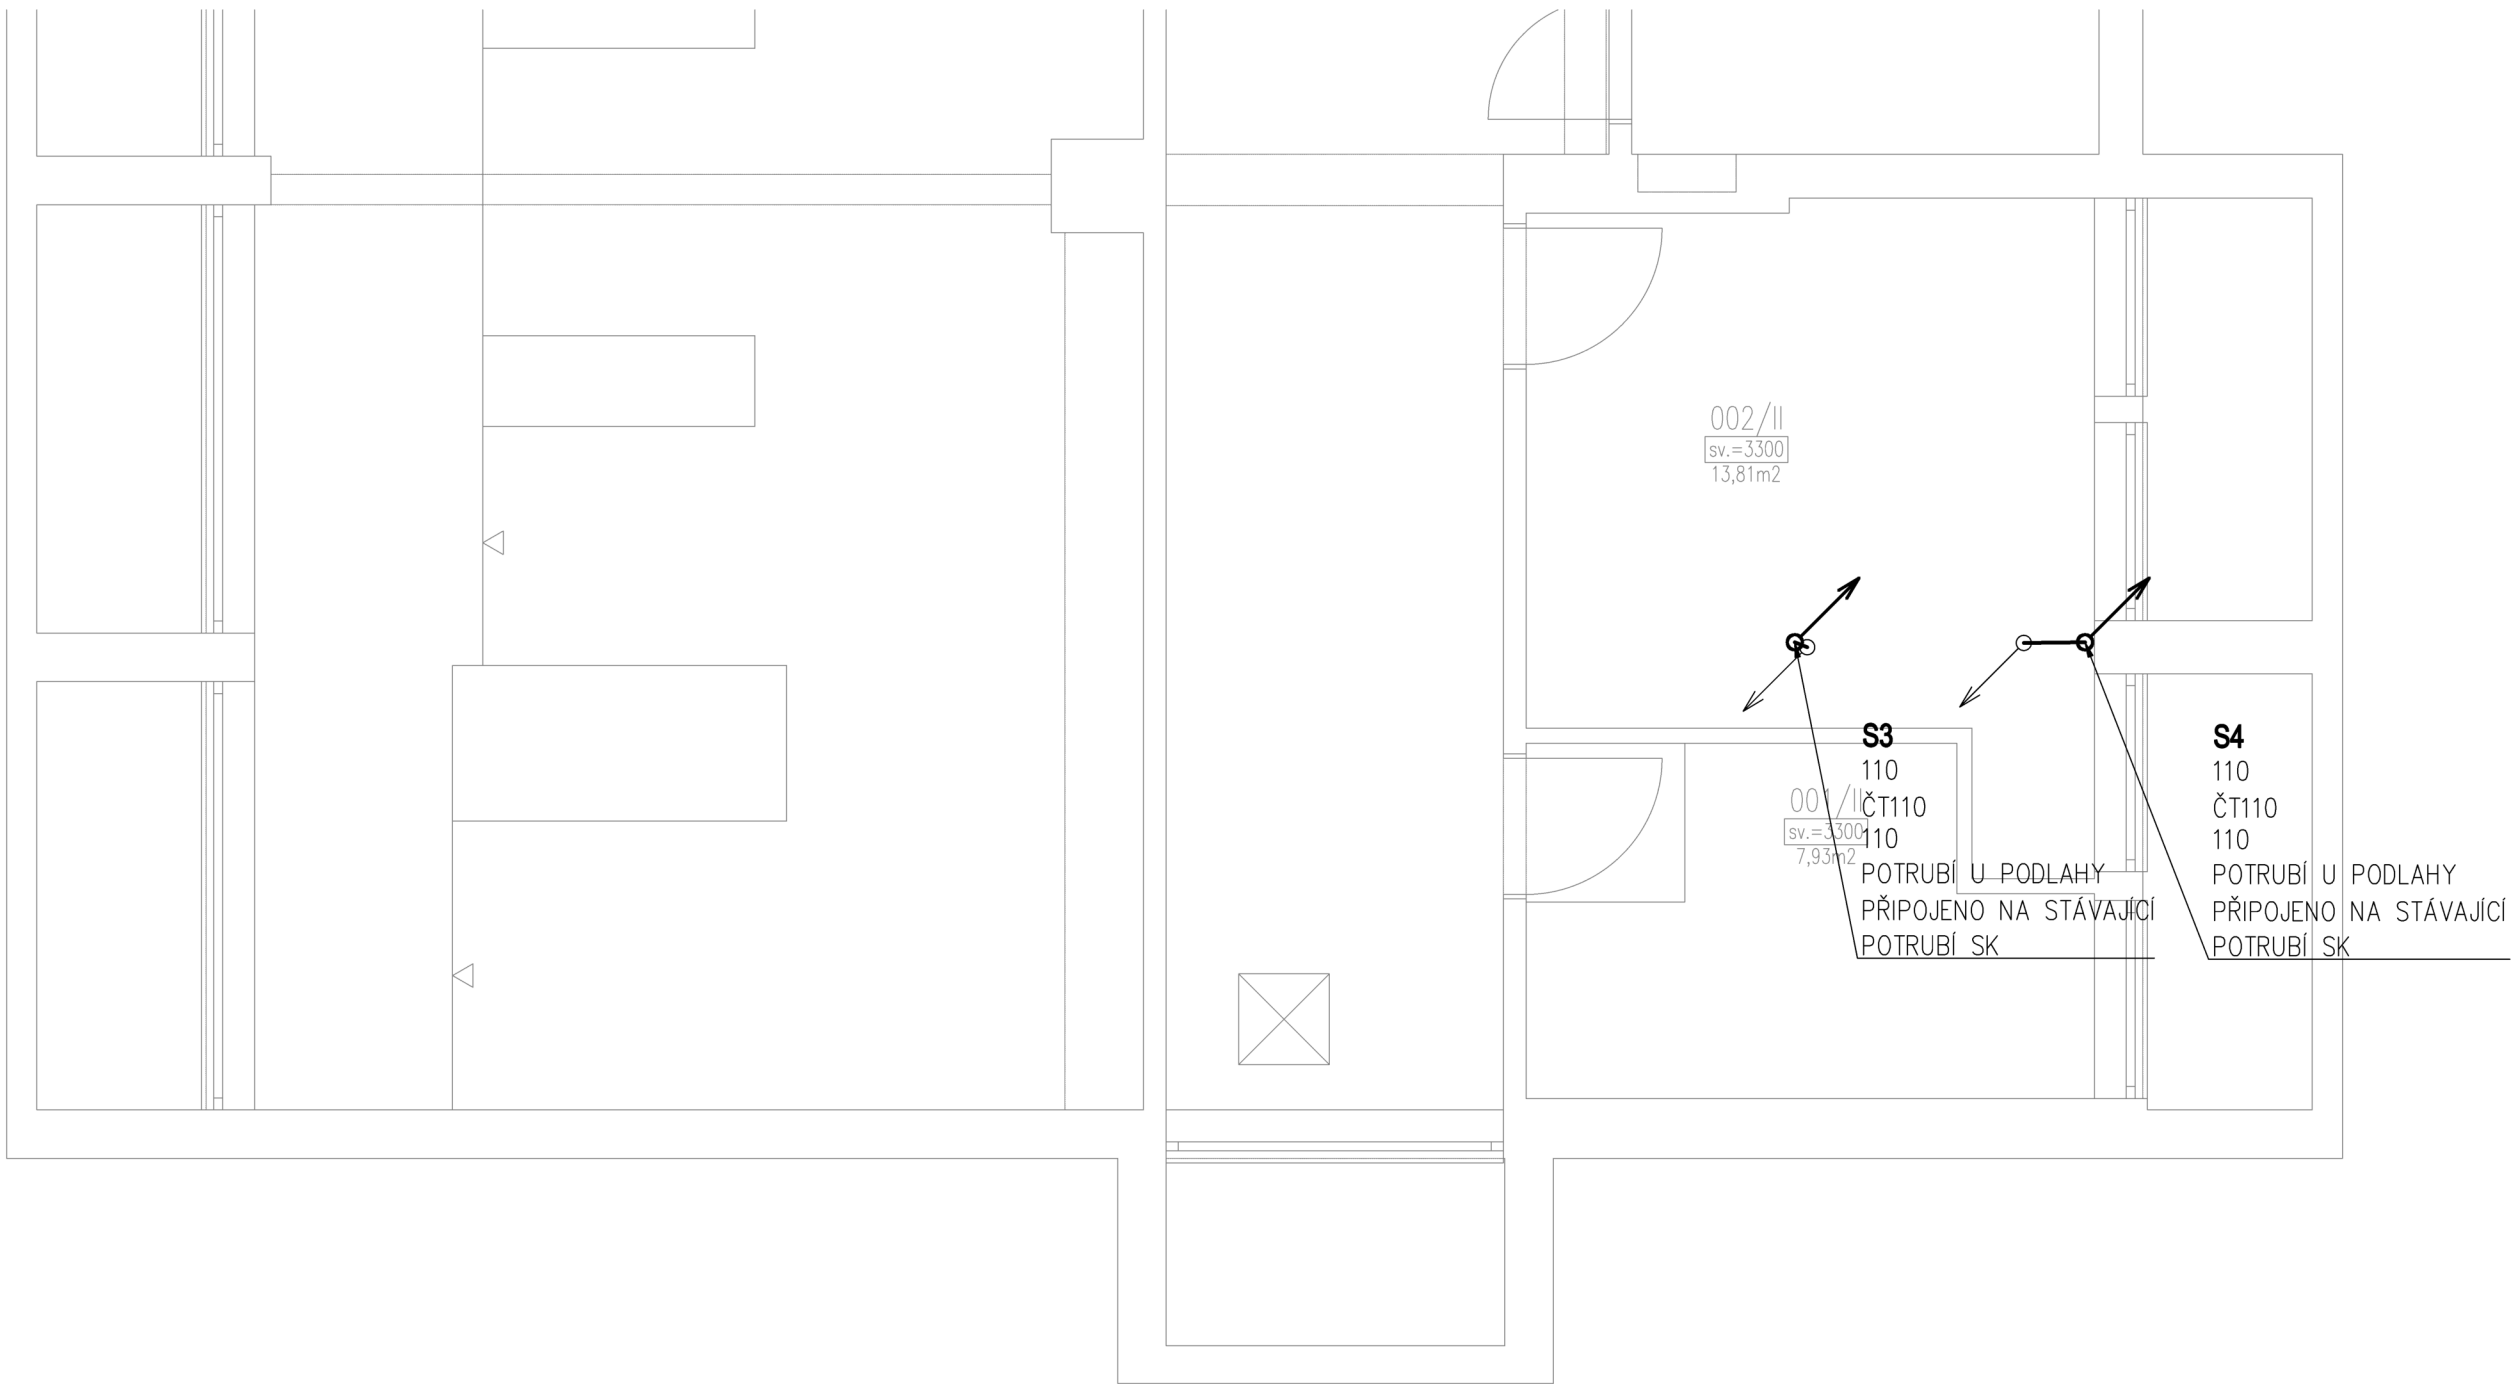 002/II
sv.=3300
13,81m2
001/II
sv.=3300
7,93m2
S3
110
ČT110
110
POTRUBÍ U PODLAHY
PŘIPOJENO NA STÁVAJÍCÍ
POTRUBÍ SK
S4
110
ČT110
110
POTRUBÍ U PODLAHY
PŘIPOJENO NA STÁVAJÍCÍ
POTRUBÍ SK